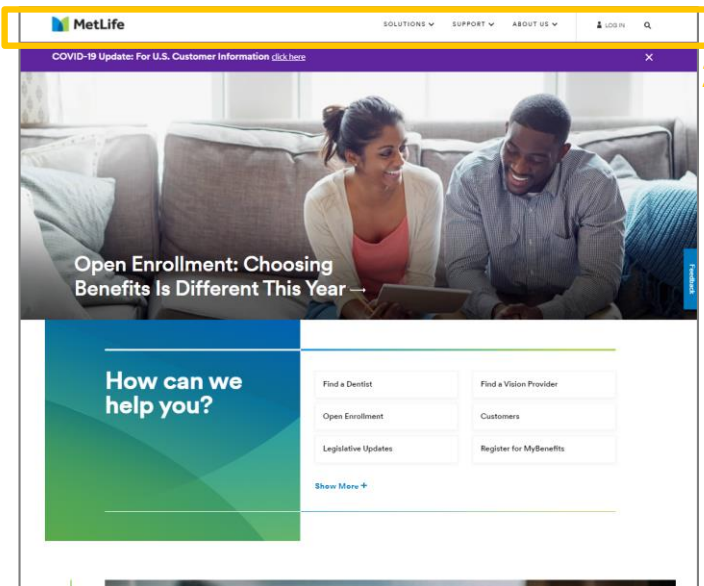 MetLife
SOLUTIONS SUPPORT ABOUT US LOG IN
COVID-19 Update: For U.S. Customer Information click here
Open Enrollment: Choosing
Benefits Is Different This Year →
Feedback
How can we
help you?
Find a Dentist
Find a Vision Provider
Open Enrollment
Customers
Legislative Updates
Register for MyBenefits
Show More +